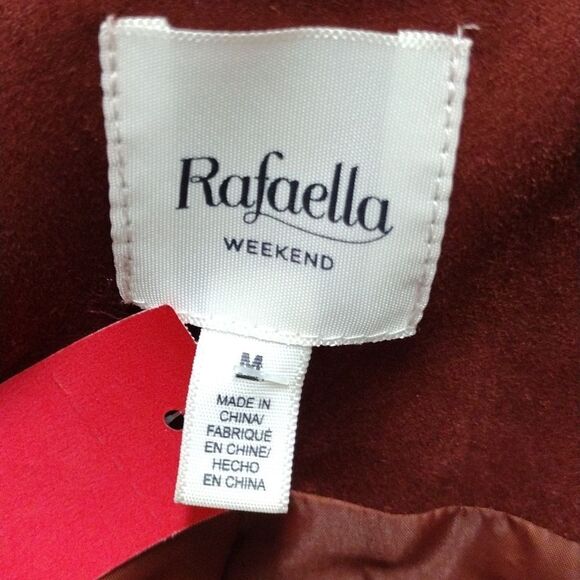 Rafaella
WEEKEND
M
MADE IN
CHINA/
FABRIQUÉ
EN CHINE/
HECHO
EN CHINA